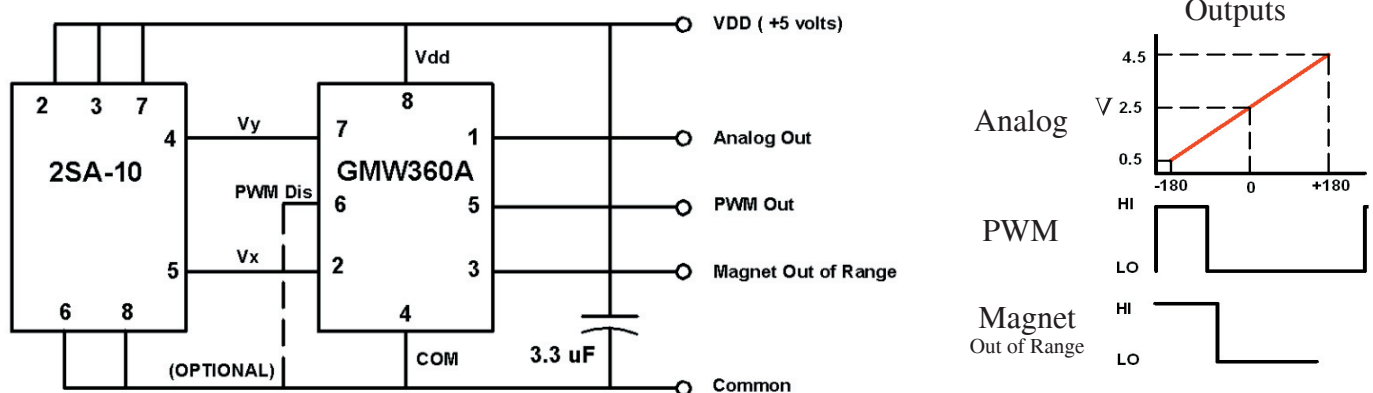 VDD ( +5 volts)
Vdd
2 3 7
8
4
Vy
7
1
Analog Out
2SA-10
GMW360A
PWM Dis
6
5
PWM Out
5
Vx
2
3
Magnet Out of Range
6 8
4
(OPTIONAL)
COM
3.3 uF
Common
Outputs
Analog
V
4.5
2.5
0.5
-180 0 +180
PWM
HI
LO
Magnet
Out of Range
HI
LO